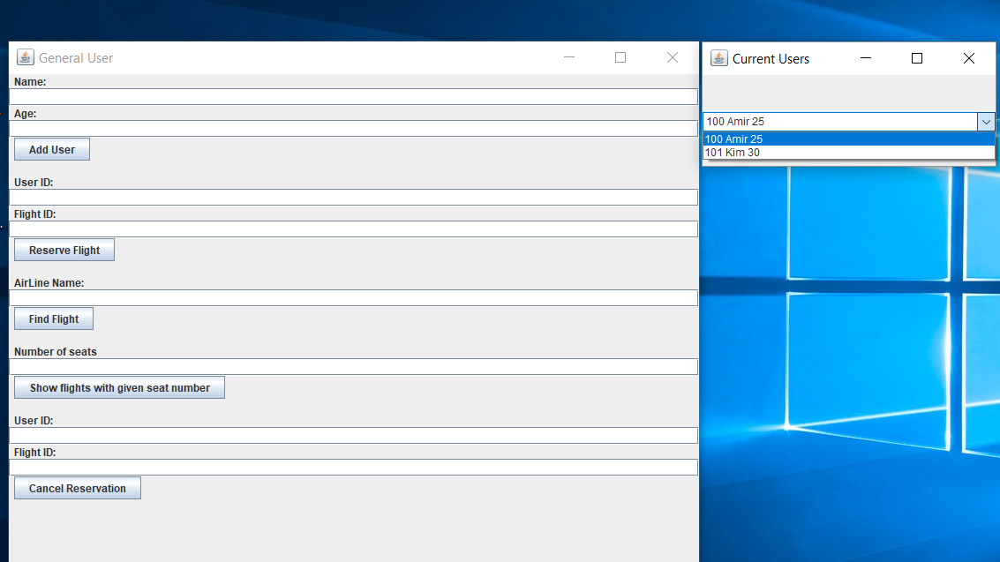 General User
Name:
Age:
Add User
User ID:
Flight ID:
Reserve Flight
AirLine Name:
Find Flight
Number of seats
Show flights with given seat number
User ID:
Flight ID:
Cancel Reservation
Current Users
100 Amir 25
100 Amir 25
101 Kim 30